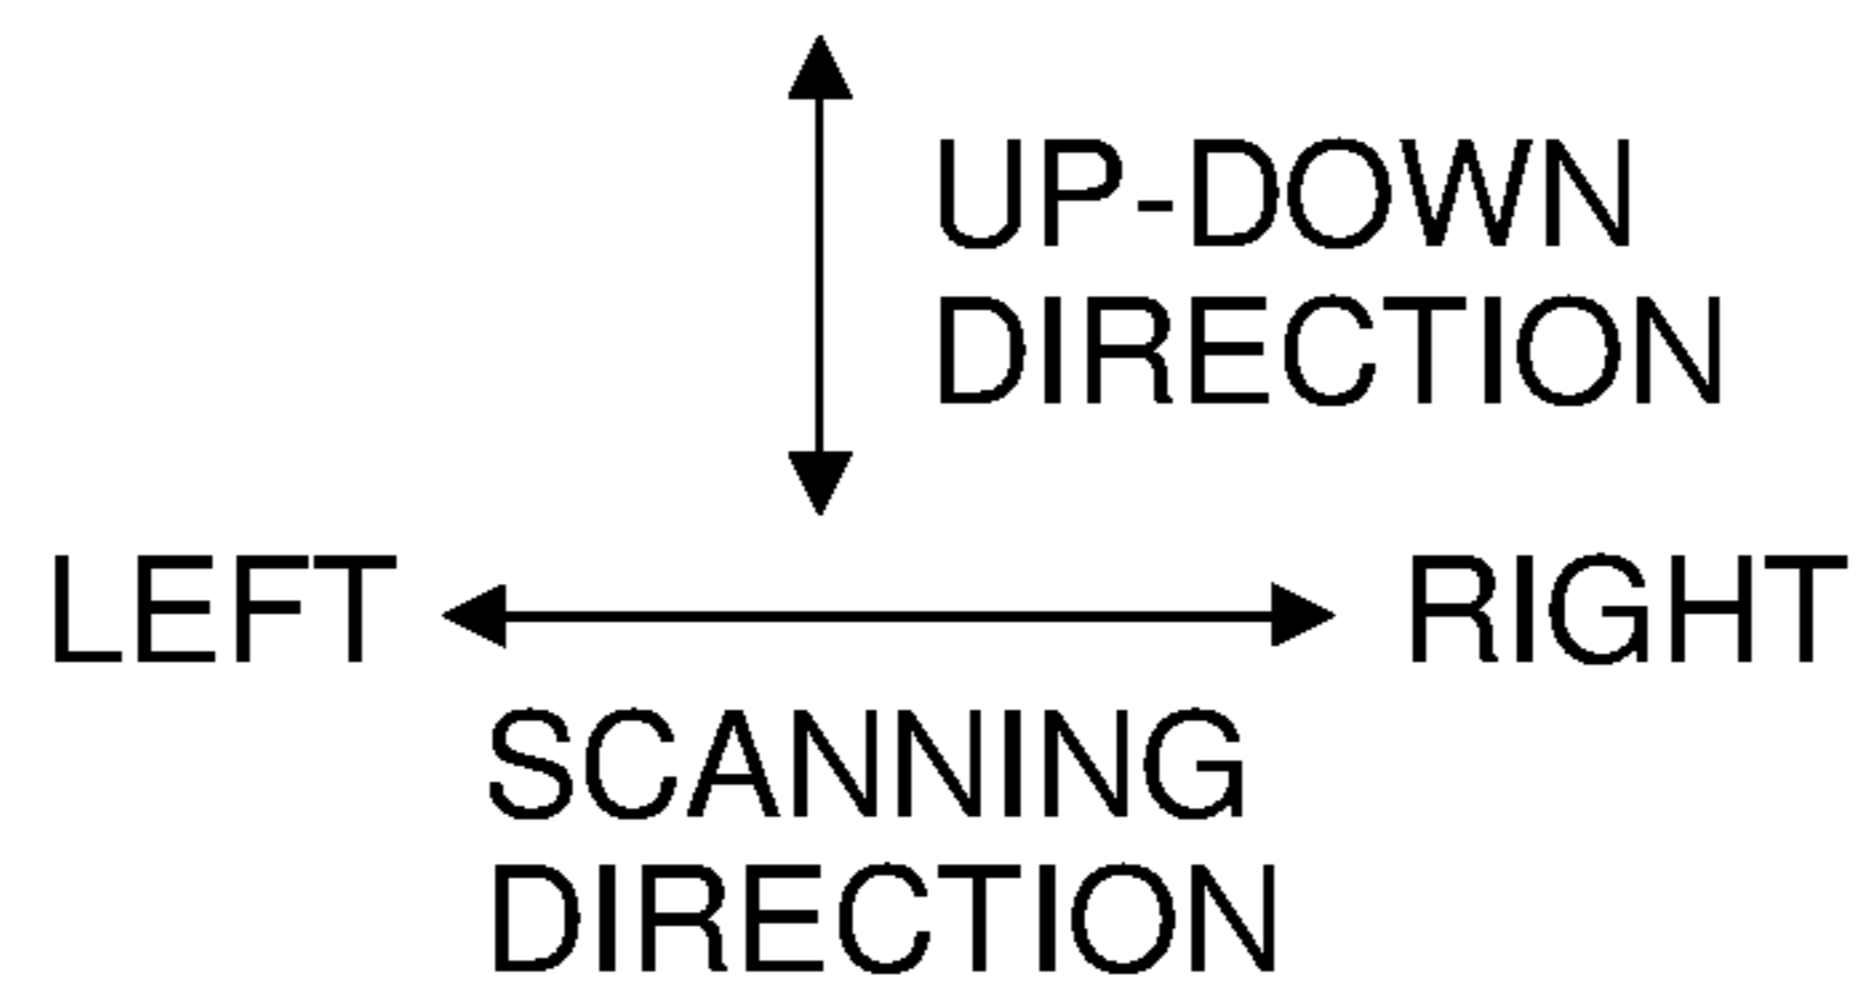 UP-DOWN
DIRECTION
LEFT RIGHT
SCANNING
DIRECTION